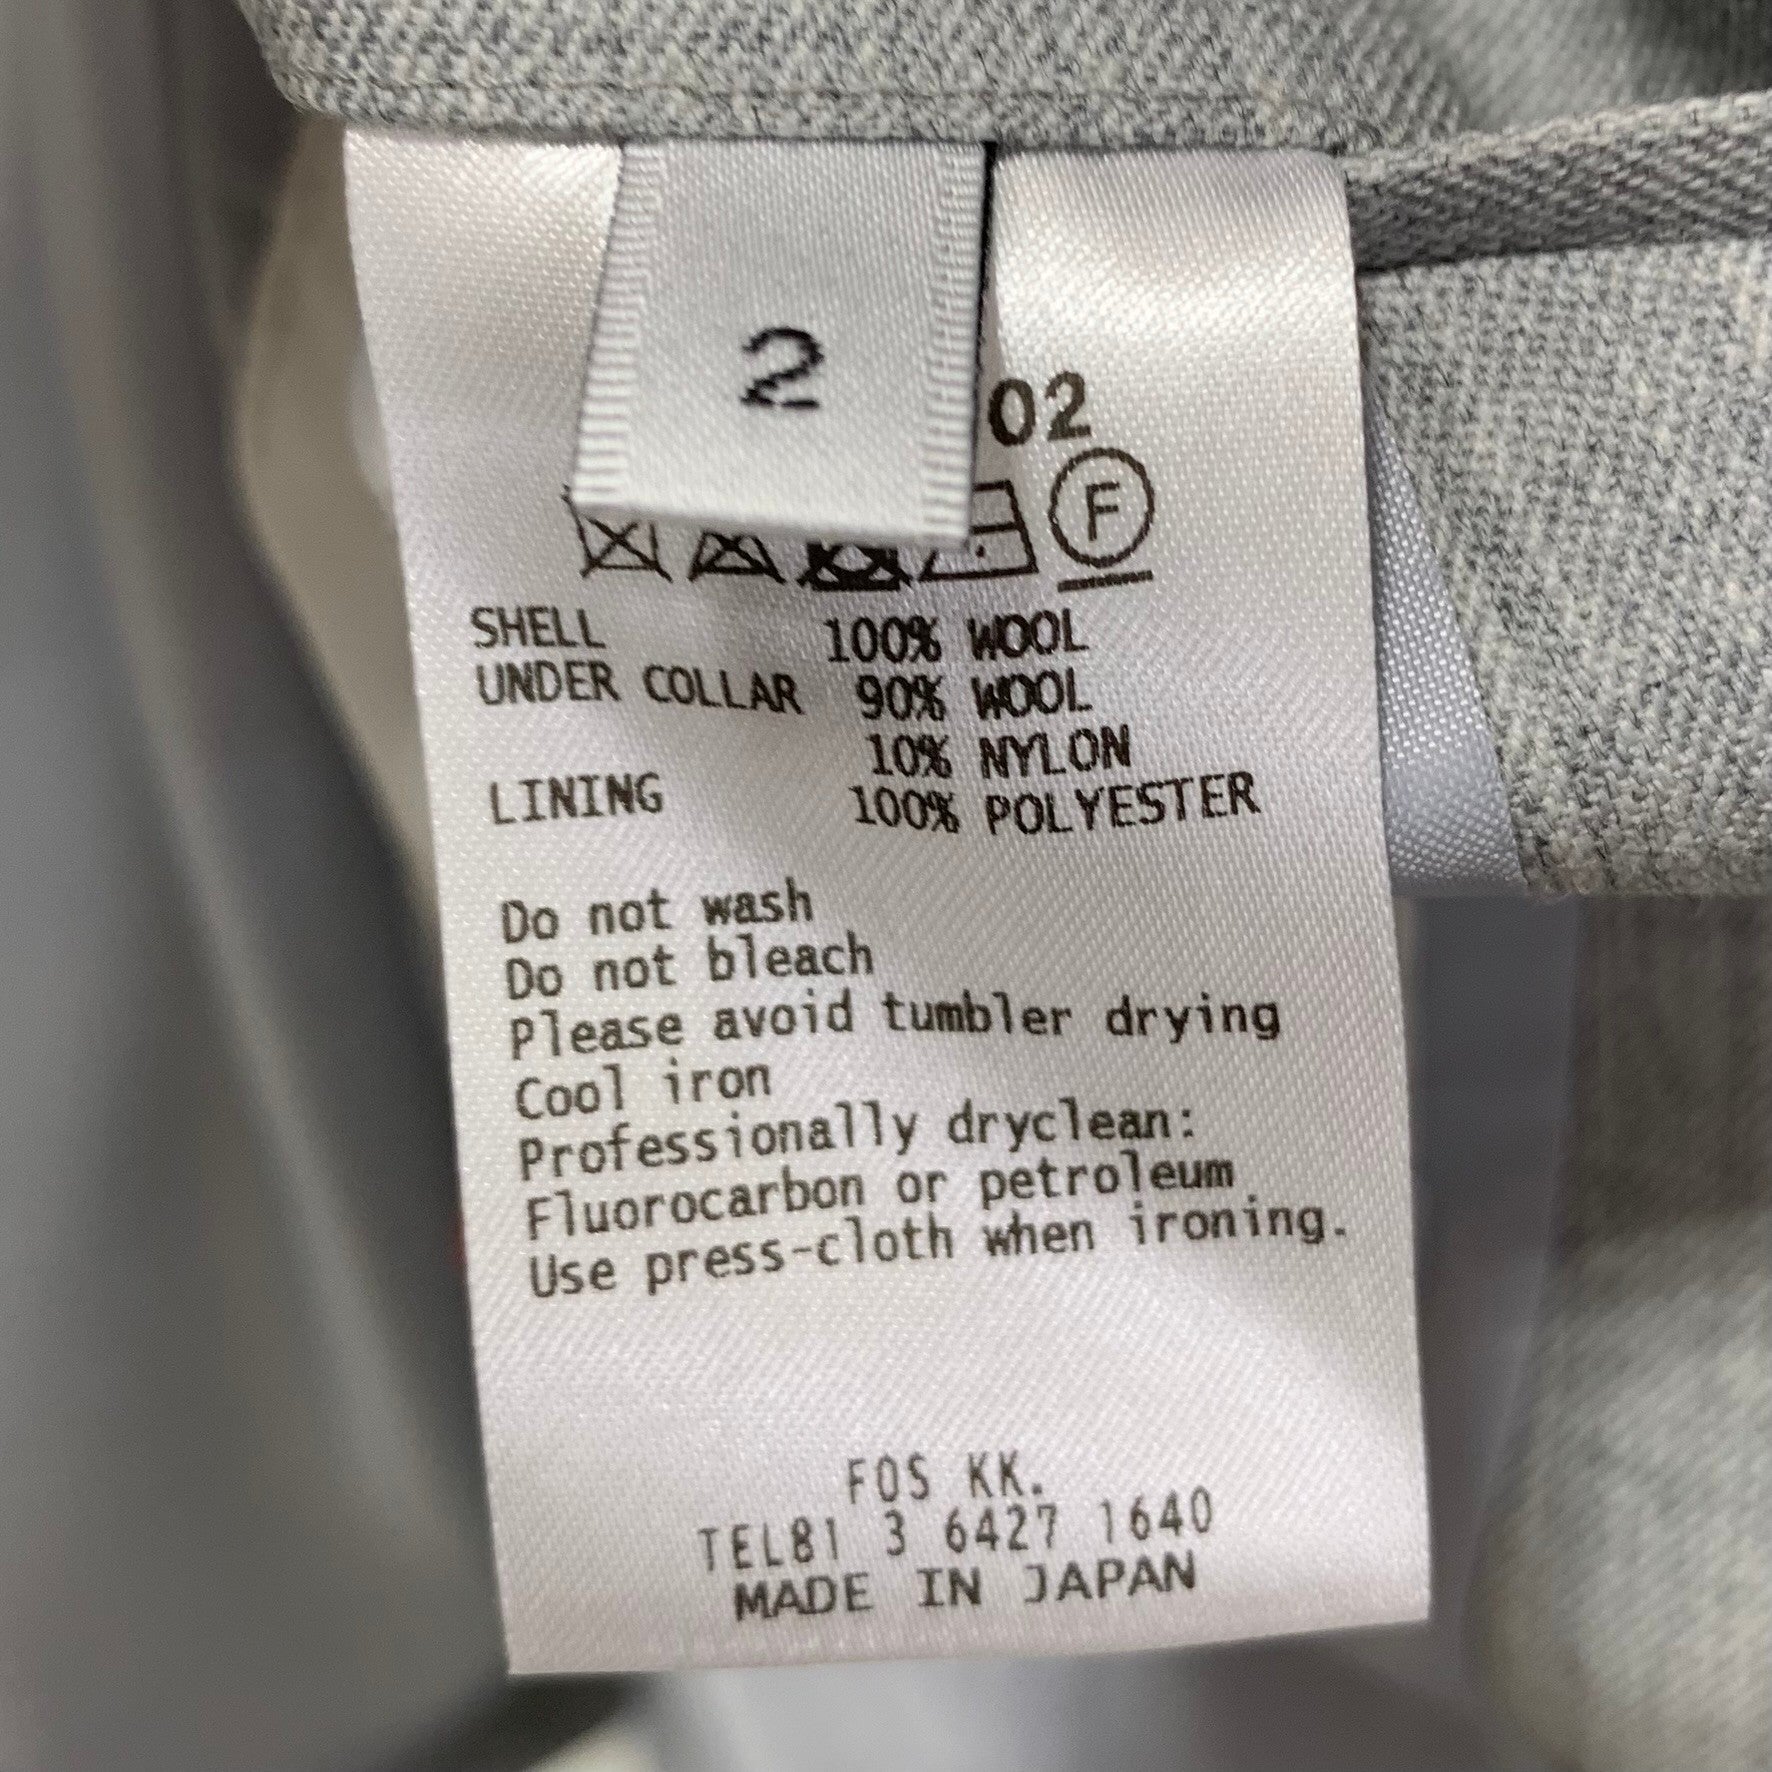 2
02
F
SHELL 100% WOOL
UNDER COLLAR 90% WOOL
10% NYLON
LINING 100% POLYESTER
Do not wash
Do not bleach
Please avoid tumbler drying
Cool iron
Professionally dryclean:
Fluorocarbon or petroleum
Use press-cloth when ironing.
FOS KK.
TEL81 3 6427 1640
MADE IN JAPAN